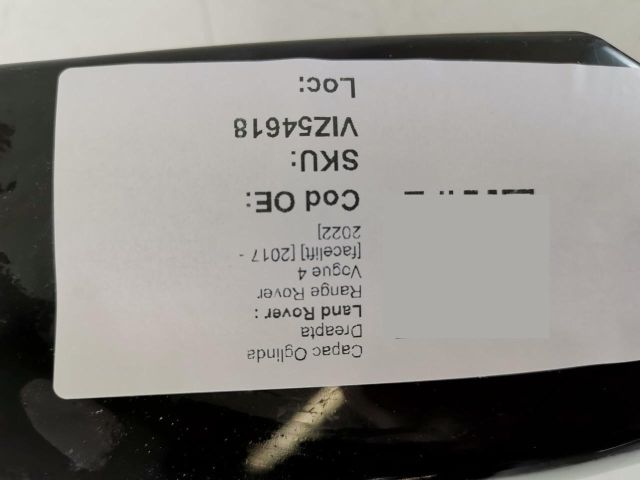 Capac Oglinda
Dreapta
Land Rover :
Range Rover
Vogue 4
[facelift] [2017 -
2022]
Cod OE:
SKU:
VIZ54618
Loc: